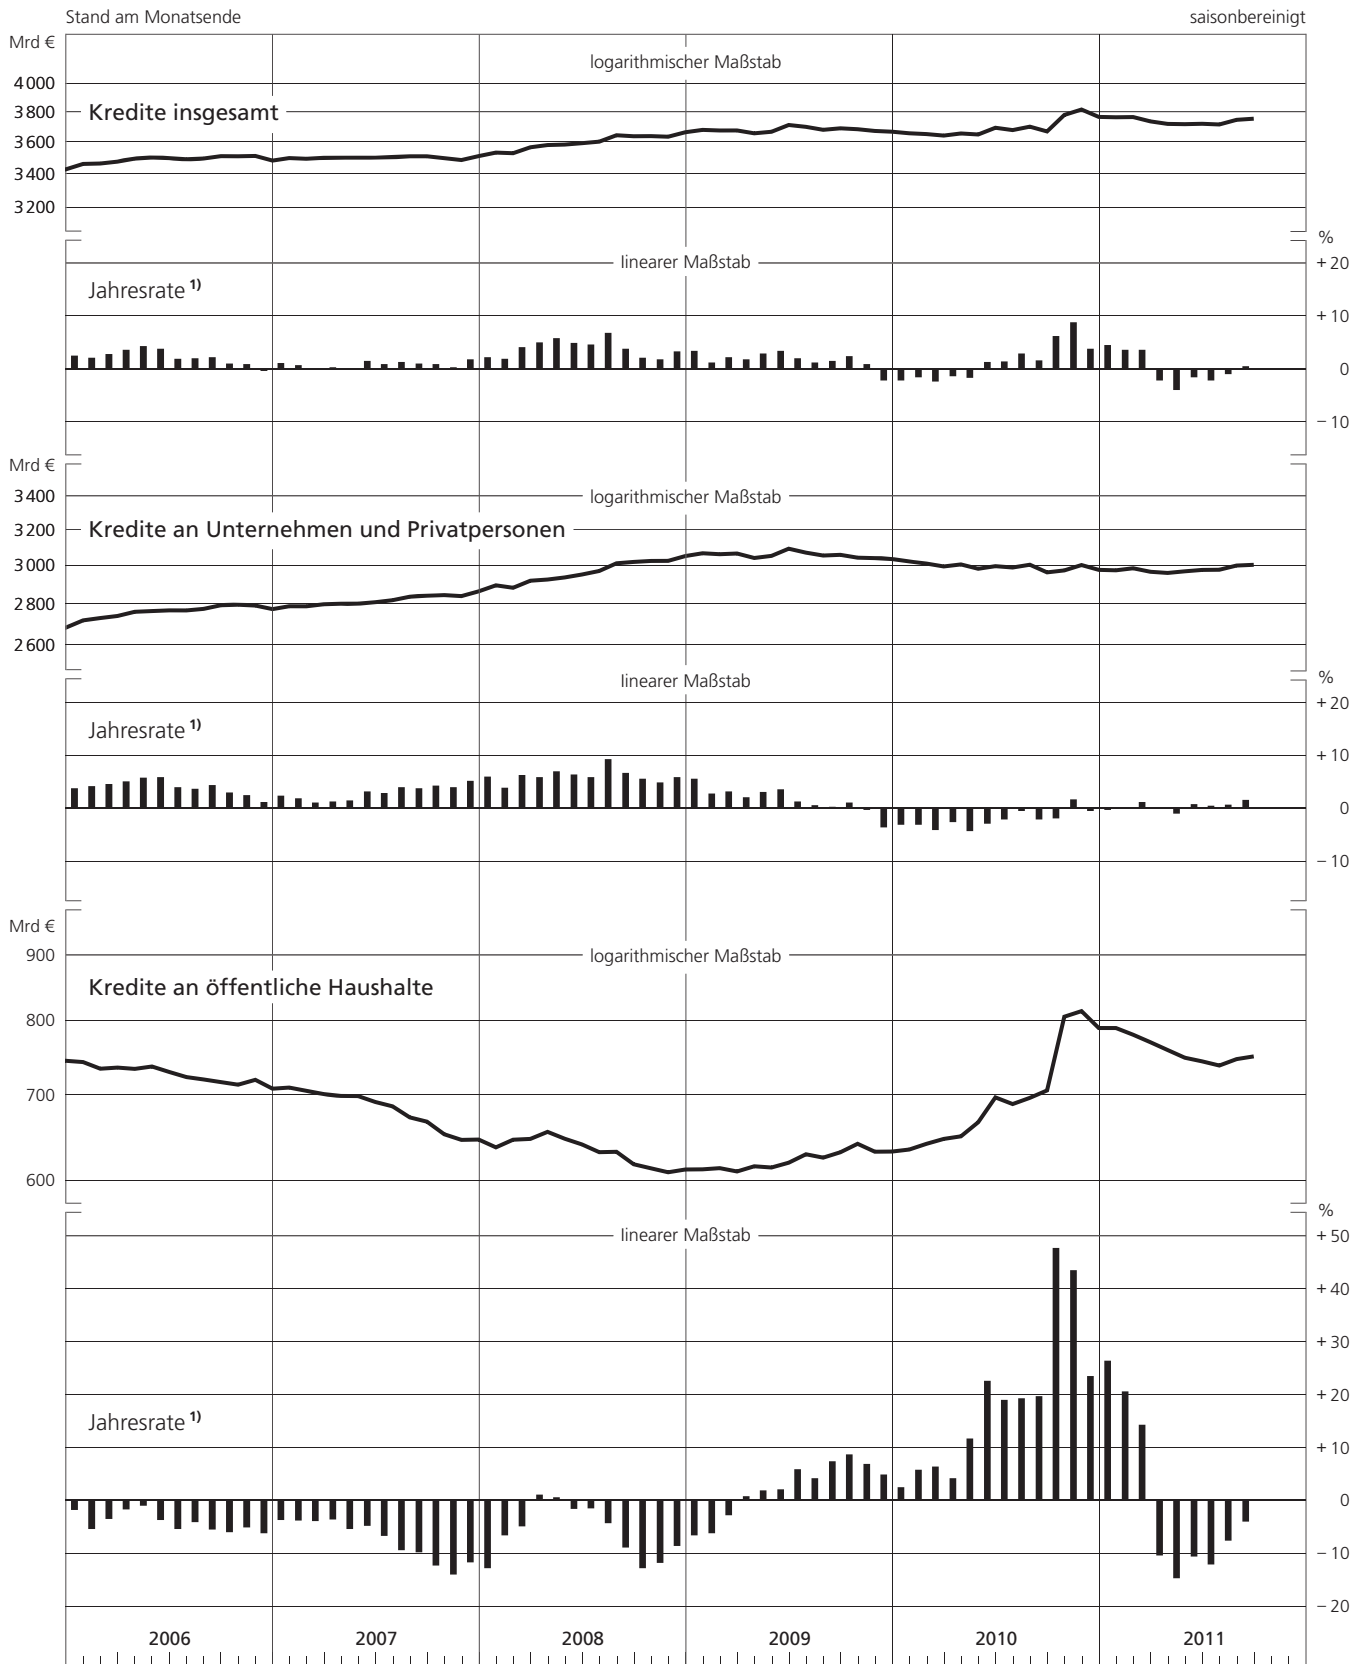 Stand am Monatsende saisonbereinigt
Mrd €
logarithmischer Maßstab
4 000
3 800
Kredite insgesamt
3 600
3 400
3 200
%
linearer Maßstab
+ 20
Jahresrate 1)
+ 10
0
− 10
Mrd €
3 400
logarithmischer Maßstab
3 200
Kredite an Unternehmen und Privatpersonen
3 000
2 800
2 600
%
linearer Maßstab
+ 20
Jahresrate 1)
+ 10
0
− 10
Mrd €
900
logarithmischer Maßstab
Kredite an öffentliche Haushalte
800
700
600
%
linearer Maßstab
+ 50
+ 40
+ 30
+ 20
Jahresrate 1)
+ 10
0
− 10
− 20
2006 2007 2008 2009 2010 2011